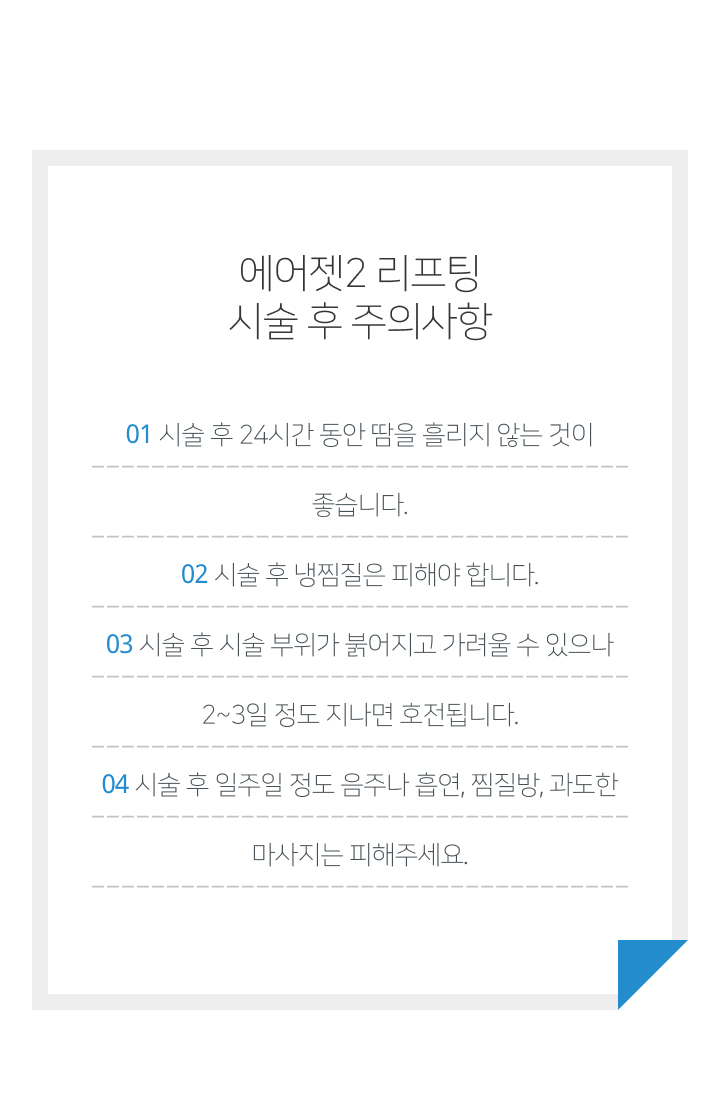 에어젯2 리프팅
시술 후 주의사항
01 시술 후 24시간 동안 땀을 흘리지 않는 것이
좋습니다.
02 시술 후 냉찜질은 피해야 합니다.
03 시술 후 시술 부위가 붉어지고 가려울 수 있으나
2~3일 정도 지나면 호전됩니다.
04 시술 후 일주일 정도 음주나 흡연, 찜질방, 과도한
마사지는 피해주세요.